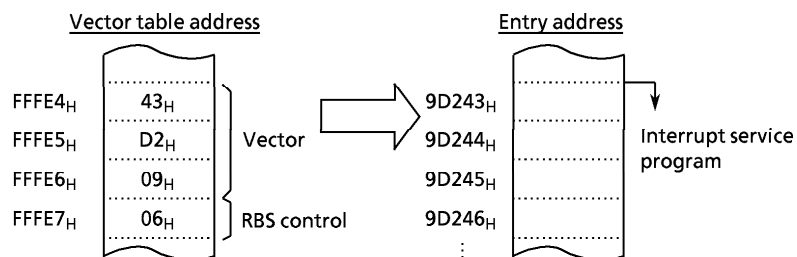 Vector table address Entry address
FFFE4H 43H 9D243H
FFFE5H D2H Vector 9D244H Interrupt service
FFFE6H 09H 9D245H program
FFFE7H 06H RBS control 9D246H